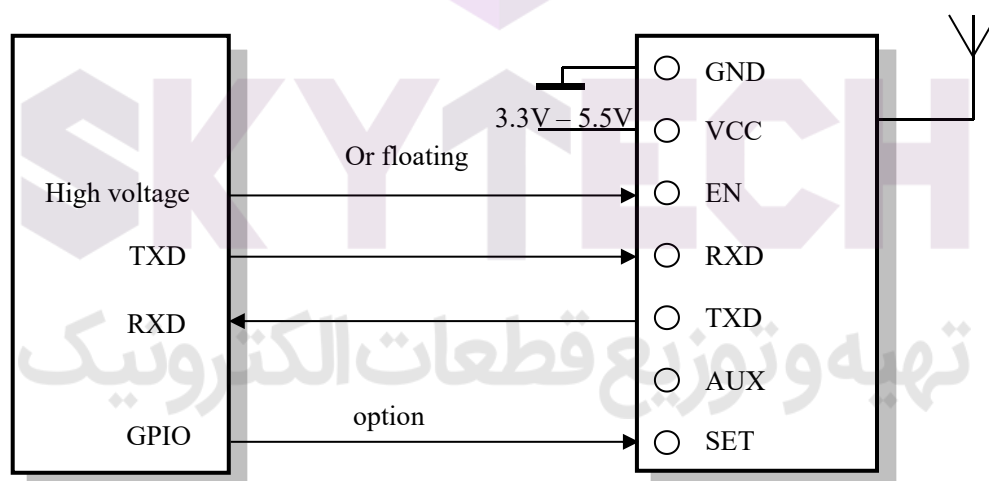 SKYTECH
تهیه و توزیع قطعات الکترونیک
GND
3.3V – 5.5V
VCC
Or floating
High voltage
EN
TXD
RXD
RXD
TXD
AUX
option
GPIO
SET